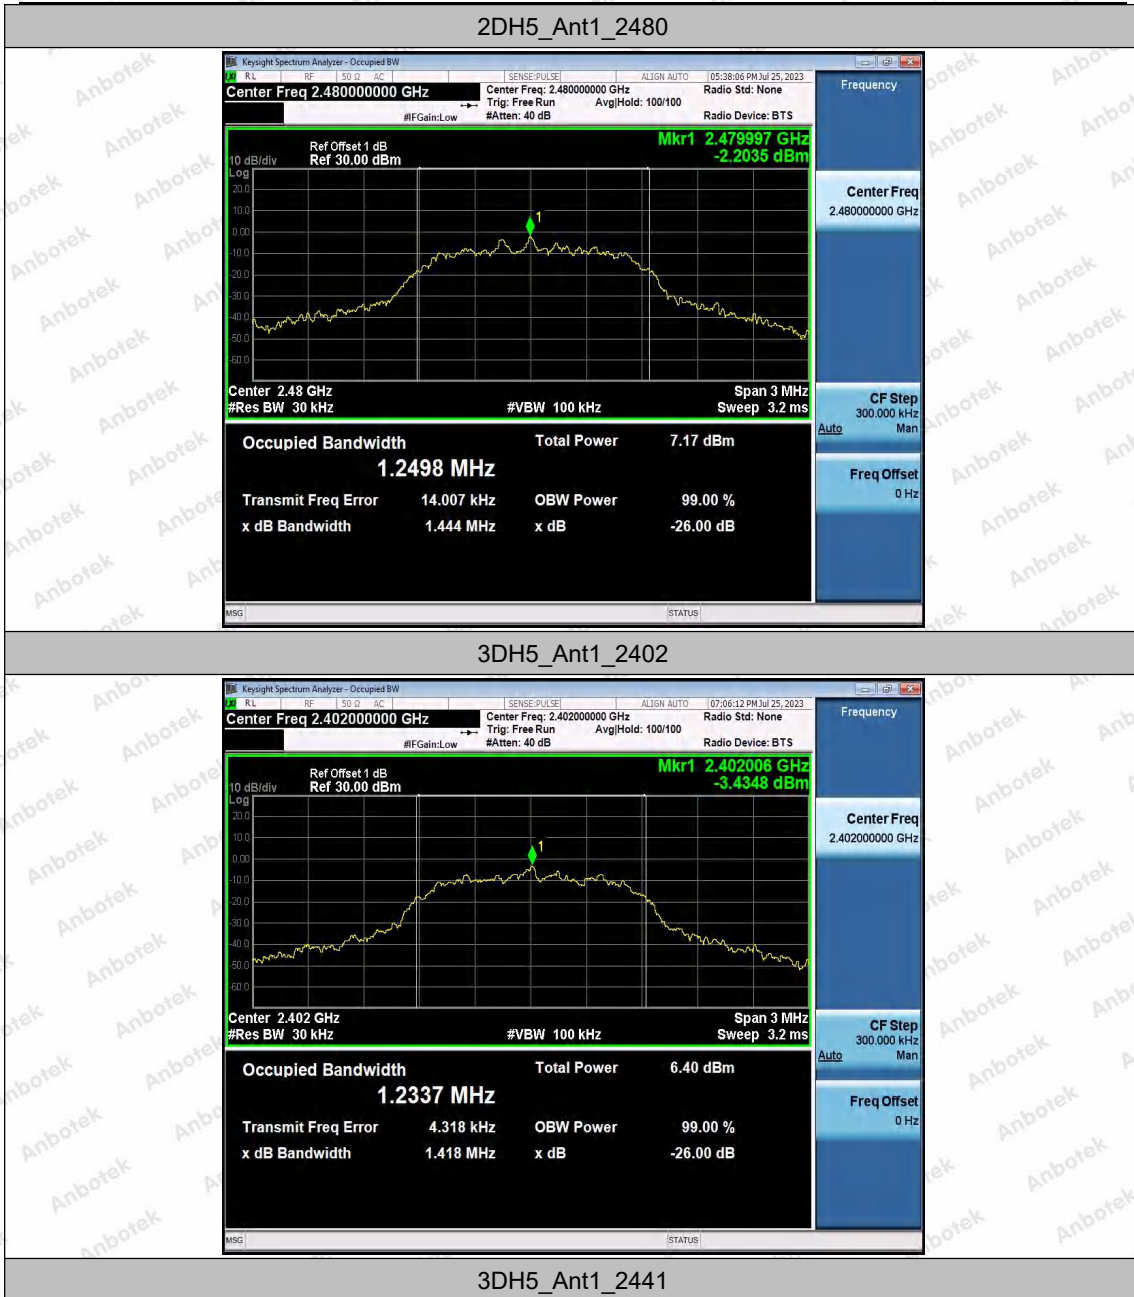 2DH5_Ant1_2480
Keysight Spectrum Analyzer - Occupied BW
RL RF 50 Ω AC SENSE:PULSE ALIGN AUTO 05:38:06 PM Jul 25, 2023
Center Freq 2.480000000 GHz Center Freq: 2.480000000 GHz Radio Std: None Frequency
Trig: Free Run Avg|Hold: 100/100
#IFGain:Low #Atten: 40 dB Radio Device: BTS
Mkr1 2.479997 GHz
-2.2035 dBm
Ref Offset 1 dB
10 dB/div Ref 30.00 dBm
Log
20.0
10.0
0.00
-10.0
-20.0
-30.0
-40.0
-50.0
-60.0
1
Center Freq
2.480000000 GHz
Center 2.48 GHz Span 3 MHz
#Res BW 30 kHz #VBW 100 kHz Sweep 3.2 ms
CF Step
300.000 kHz
Auto Man
Occupied Bandwidth Total Power 7.17 dBm
1.2498 MHz
Freq Offset
0 Hz
Transmit Freq Error 14.007 kHz OBW Power 99.00 %
x dB Bandwidth 1.444 MHz x dB -26.00 dB
MSG STATUS
3DH5_Ant1_2402
Keysight Spectrum Analyzer - Occupied BW
RL RF 50 Ω AC SENSE:PULSE ALIGN AUTO 07:06:12 PM Jul 25, 2023
Center Freq 2.402000000 GHz Center Freq: 2.402000000 GHz Radio Std: None Frequency
Trig: Free Run Avg|Hold: 100/100
#IFGain:Low #Atten: 40 dB Radio Device: BTS
Mkr1 2.402006 GHz
-3.4348 dBm
Ref Offset 1 dB
10 dB/div Ref 30.00 dBm
Log
20.0
10.0
0.00
-10.0
-20.0
-30.0
-40.0
-50.0
-60.0
1
Center Freq
2.402000000 GHz
Center 2.402 GHz Span 3 MHz
#Res BW 30 kHz #VBW 100 kHz Sweep 3.2 ms
CF Step
300.000 kHz
Auto Man
Occupied Bandwidth Total Power 6.40 dBm
1.2337 MHz
Freq Offset
0 Hz
Transmit Freq Error 4.318 kHz OBW Power 99.00 %
x dB Bandwidth 1.418 MHz x dB -26.00 dB
MSG STATUS
3DH5_Ant1_2441
Anbotek